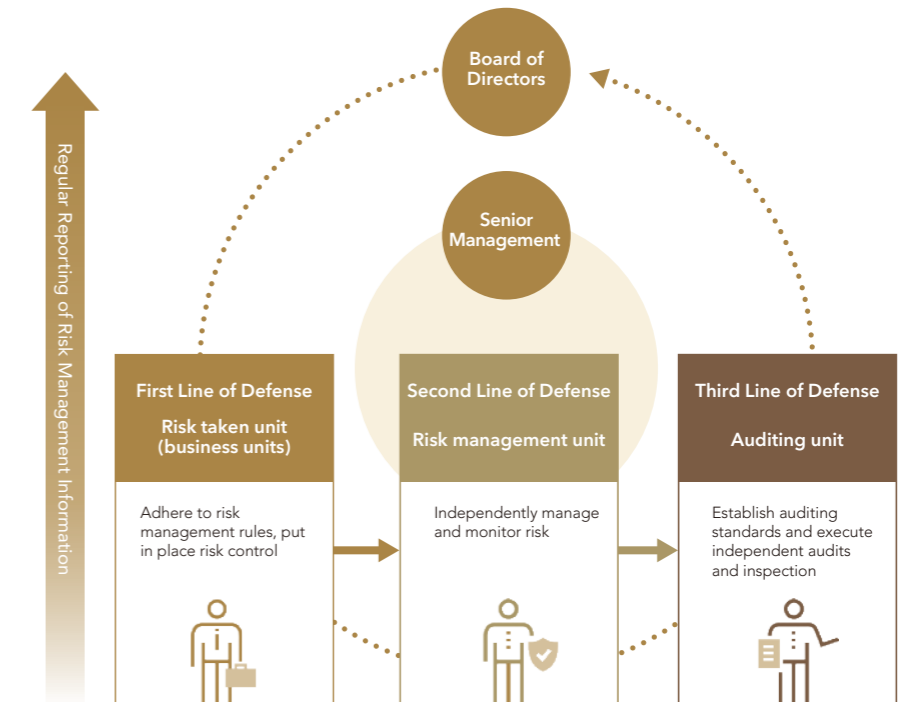 Board of
Directors
Senior
Management
Regular Reporting of Risk Management Information
First Line of Defense
Risk taken unit
(business units)
Adhere to risk
management rules, put
in place risk control
Second Line of Defense
Risk management unit
Independently manage
and monitor risk
Third Line of Defense
Auditing unit
Establish auditing
standards and execute
independent audits
and inspection